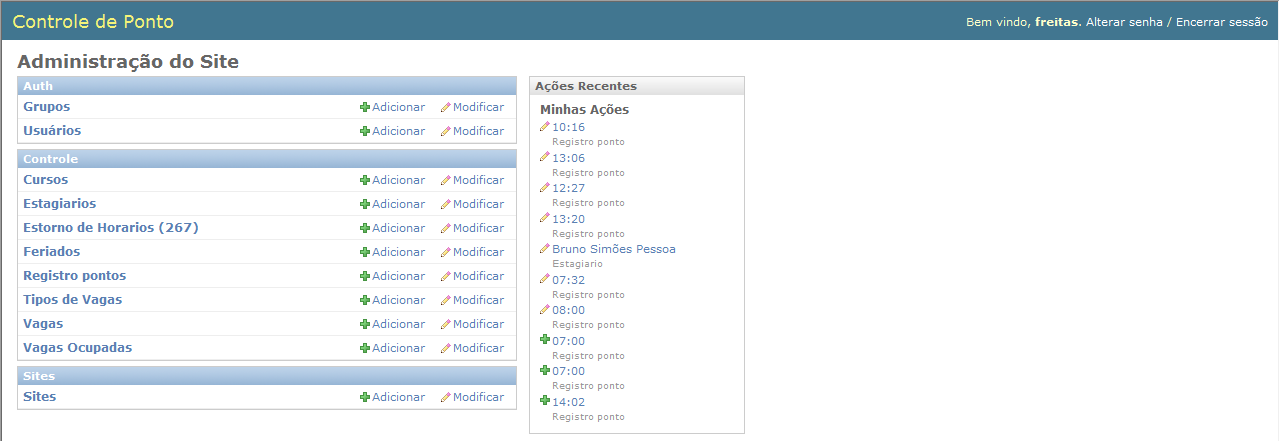 Controle de Ponto
Bem vindo, freitas. Alterar senha / Encerrar sessão
Administração do Site
Auth
Grupos Adicionar Modificar
Usuários Adicionar Modificar
Controle
Cursos Adicionar Modificar
Estagiarios Adicionar Modificar
Estorno de Horarios (267) Adicionar Modificar
Feriados Adicionar Modificar
Registro pontos Adicionar Modificar
Tipos de Vagas Adicionar Modificar
Vagas Adicionar Modificar
Vagas Ocupadas Adicionar Modificar
Sites
Sites Adicionar Modificar
Ações Recentes
Minhas Ações
10:16
Registro ponto
13:06
Registro ponto
12:27
Registro ponto
13:20
Registro ponto
Bruno Simões Pessoa
Estagiario
07:32
Registro ponto
08:00
Registro ponto
07:00
Registro ponto
07:00
Registro ponto
14:02
Registro ponto